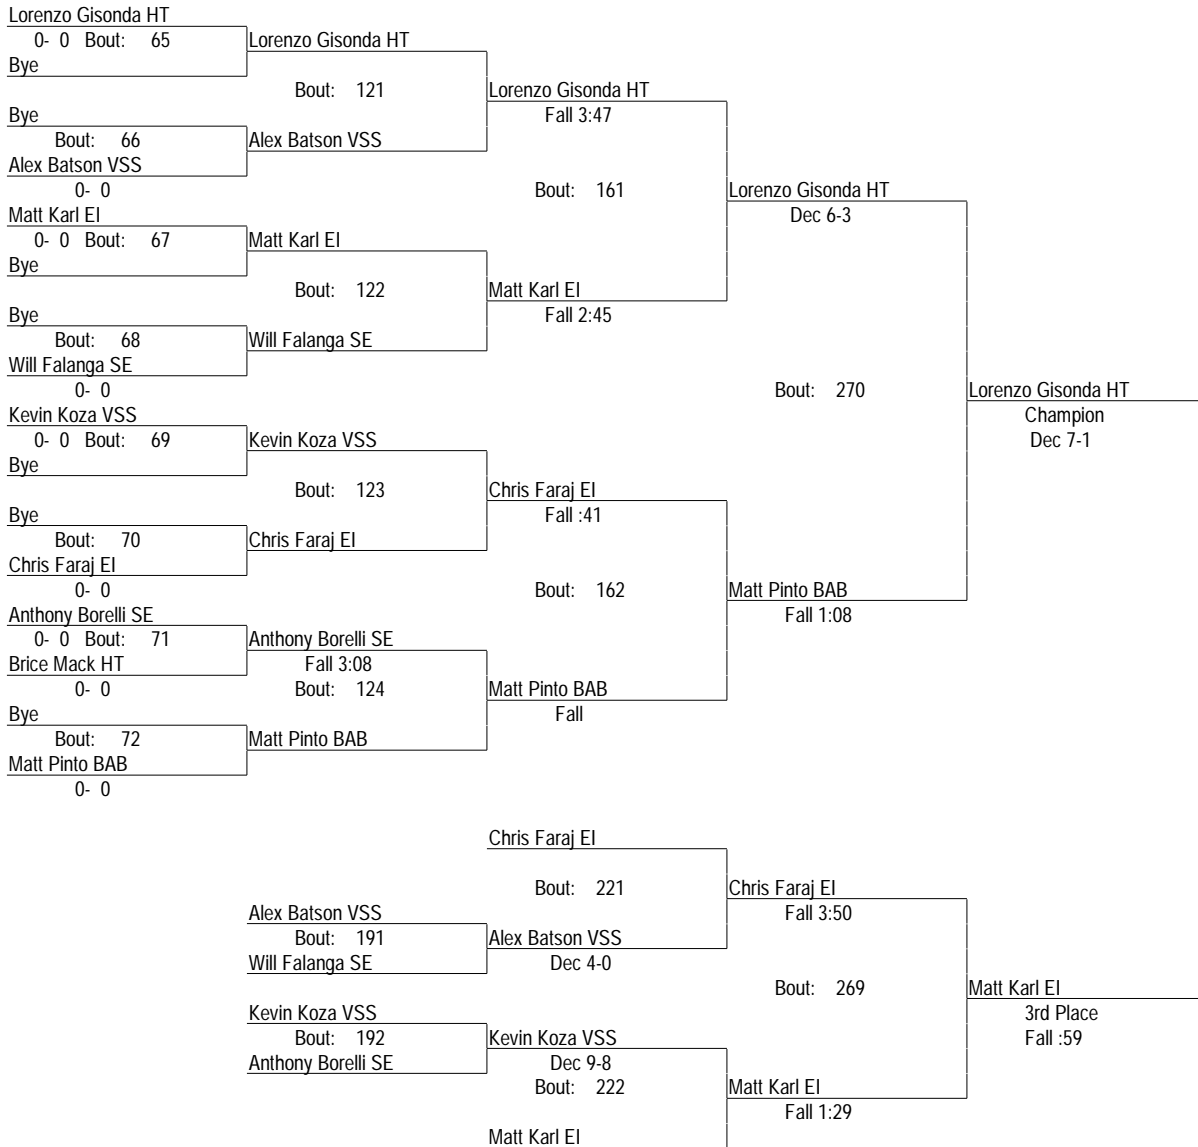 Lorenzo Gisonda HT
0- 0 Bout: 65 Lorenzo Gisonda HT
Bye
Bout: 121 Lorenzo Gisonda HT
Bye Fall 3:47
Bout: 66 Alex Batson VSS
Alex Batson VSS
0- 0 Bout: 161 Lorenzo Gisonda HT
Matt Karl EI Dec 6-3
0- 0 Bout: 67 Matt Karl EI
Bye
Bout: 122 Matt Karl EI
Bye Fall 2:45
Bout: 68 Will Falanga SE
Will Falanga SE
0- 0 Bout: 270 Lorenzo Gisonda HT
Kevin Koza VSS Champion
0- 0 Bout: 69 Kevin Koza VSS Dec 7-1
Bye
Bout: 123 Chris Faraj EI
Bye Fall :41
Bout: 70 Chris Faraj EI
Chris Faraj EI
0- 0 Bout: 162 Matt Pinto BAB
Anthony Borelli SE Fall 1:08
0- 0 Bout: 71 Anthony Borelli SE
Brice Mack HT Fall 3:08
0- 0 Bout: 124 Matt Pinto BAB
Bye Fall
Bout: 72 Matt Pinto BAB
Matt Pinto BAB
0- 0
Chris Faraj EI
Bout: 221 Chris Faraj EI
Alex Batson VSS Fall 3:50
Bout: 191 Alex Batson VSS
Will Falanga SE Dec 4-0
Bout: 269 Matt Karl EI
Kevin Koza VSS 3rd Place
Bout: 192 Kevin Koza VSS Fall :59
Anthony Borelli SE Dec 9-8
Bout: 222 Matt Karl EI
Fall 1:29
Matt Karl EI